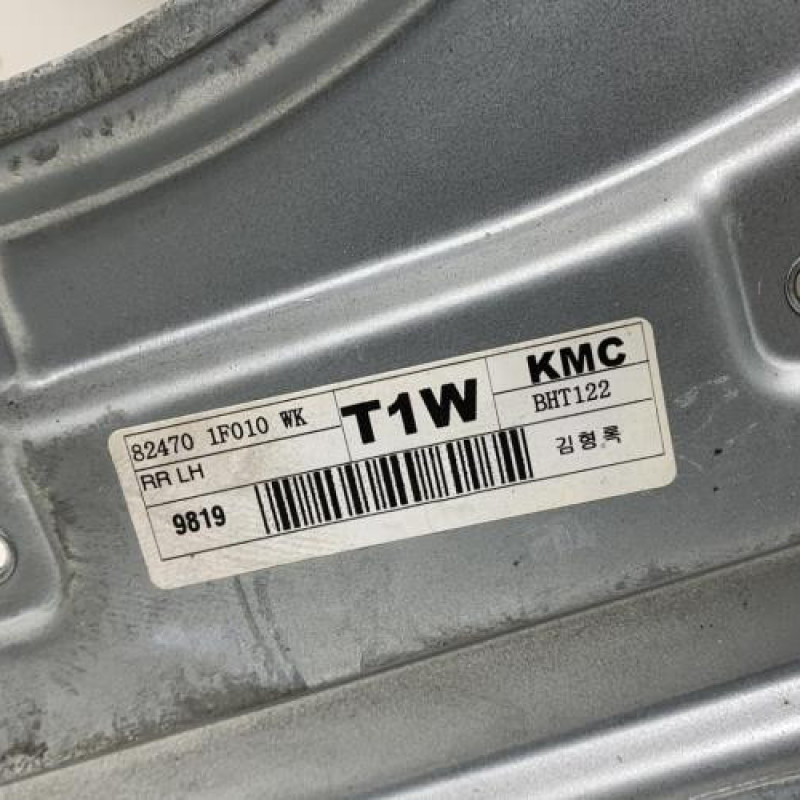 82470 1F010 WK
T1W
KMC
BHT122
RR LH
9819
김형록